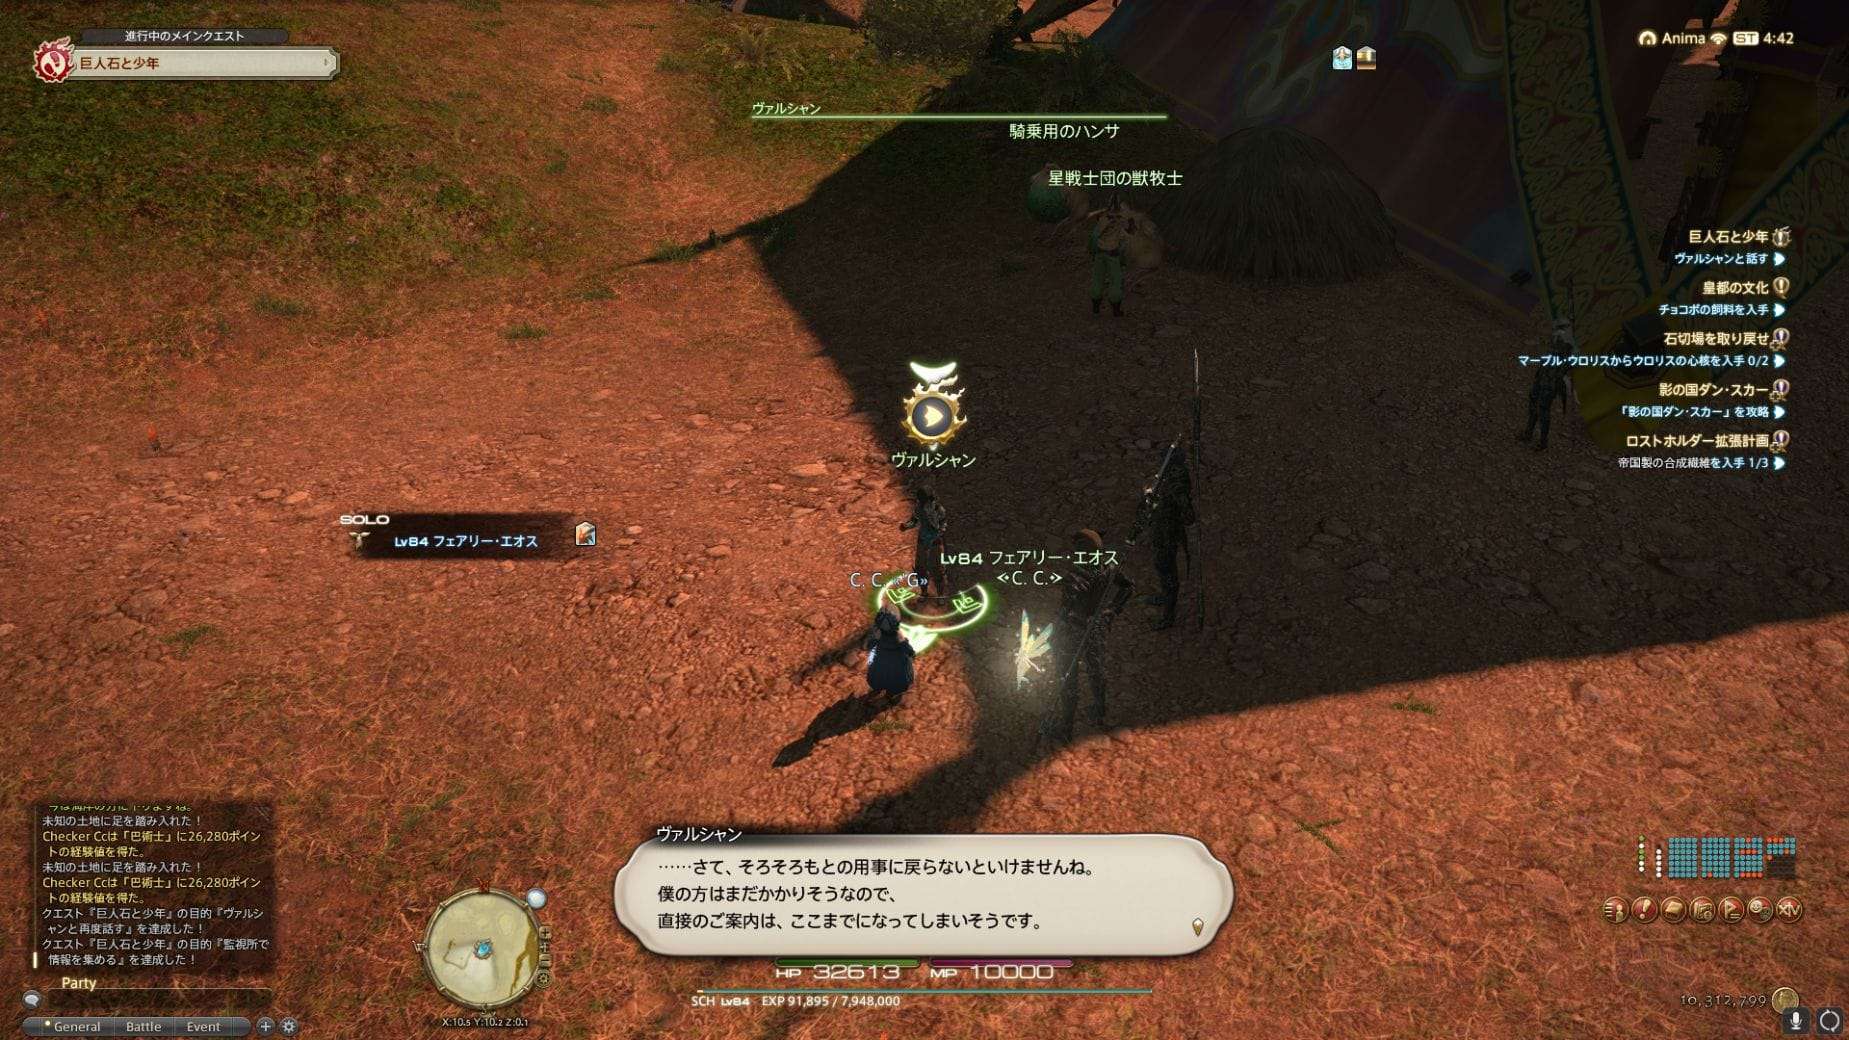 進行中のメインクエスト
巨人石と少年
Anima ST 4:42
ヴァルシャン
騎乗用のハンサ
星戦士団の獣牧士
巨人石と少年
ヴァルシャンと話す
皇都の文化
チョコボの飼料を入手
石切場を取り戻せ
マーブル・ウロリスからウロリスの心核を入手 0/2
影の国ダン・スカー
「影の国ダン・スカー」を攻略
ロストホルダー拡張計画
帝国製の合成繊維を入手 1/3
ヴァルシャン
SOLO
Lv84 フェアリー・エオス
Lv84 フェアリー・エオス
«C. C.»
C. C. «G»
未知の土地に足を踏み入れた！
Checker Ccは「巴術士」に26,280ポイン
トの経験値を得た。
未知の土地に足を踏み入れた！
Checker Ccは「巴術士」に26,280ポイン
トの経験値を得た。
クエスト『巨人石と少年』の目的『ヴァルシ
ャンと再度話す』を達成した！
クエスト『巨人石と少年』の目的『監視所で
情報を集める』を達成した！
Party
General Battle Event
X:10.5 Y:10.2 Z:0.1
ヴァルシャン
……さて、そろそろもとの用事に戻らないといけませんね。
僕の方はまだかかりそうなので、
直接のご案内は、ここまでになってしまいそうです。
HP 32613 MP 10000
SCH Lv84 EXP 91,895 / 7,948,000
10,312,799
XIV